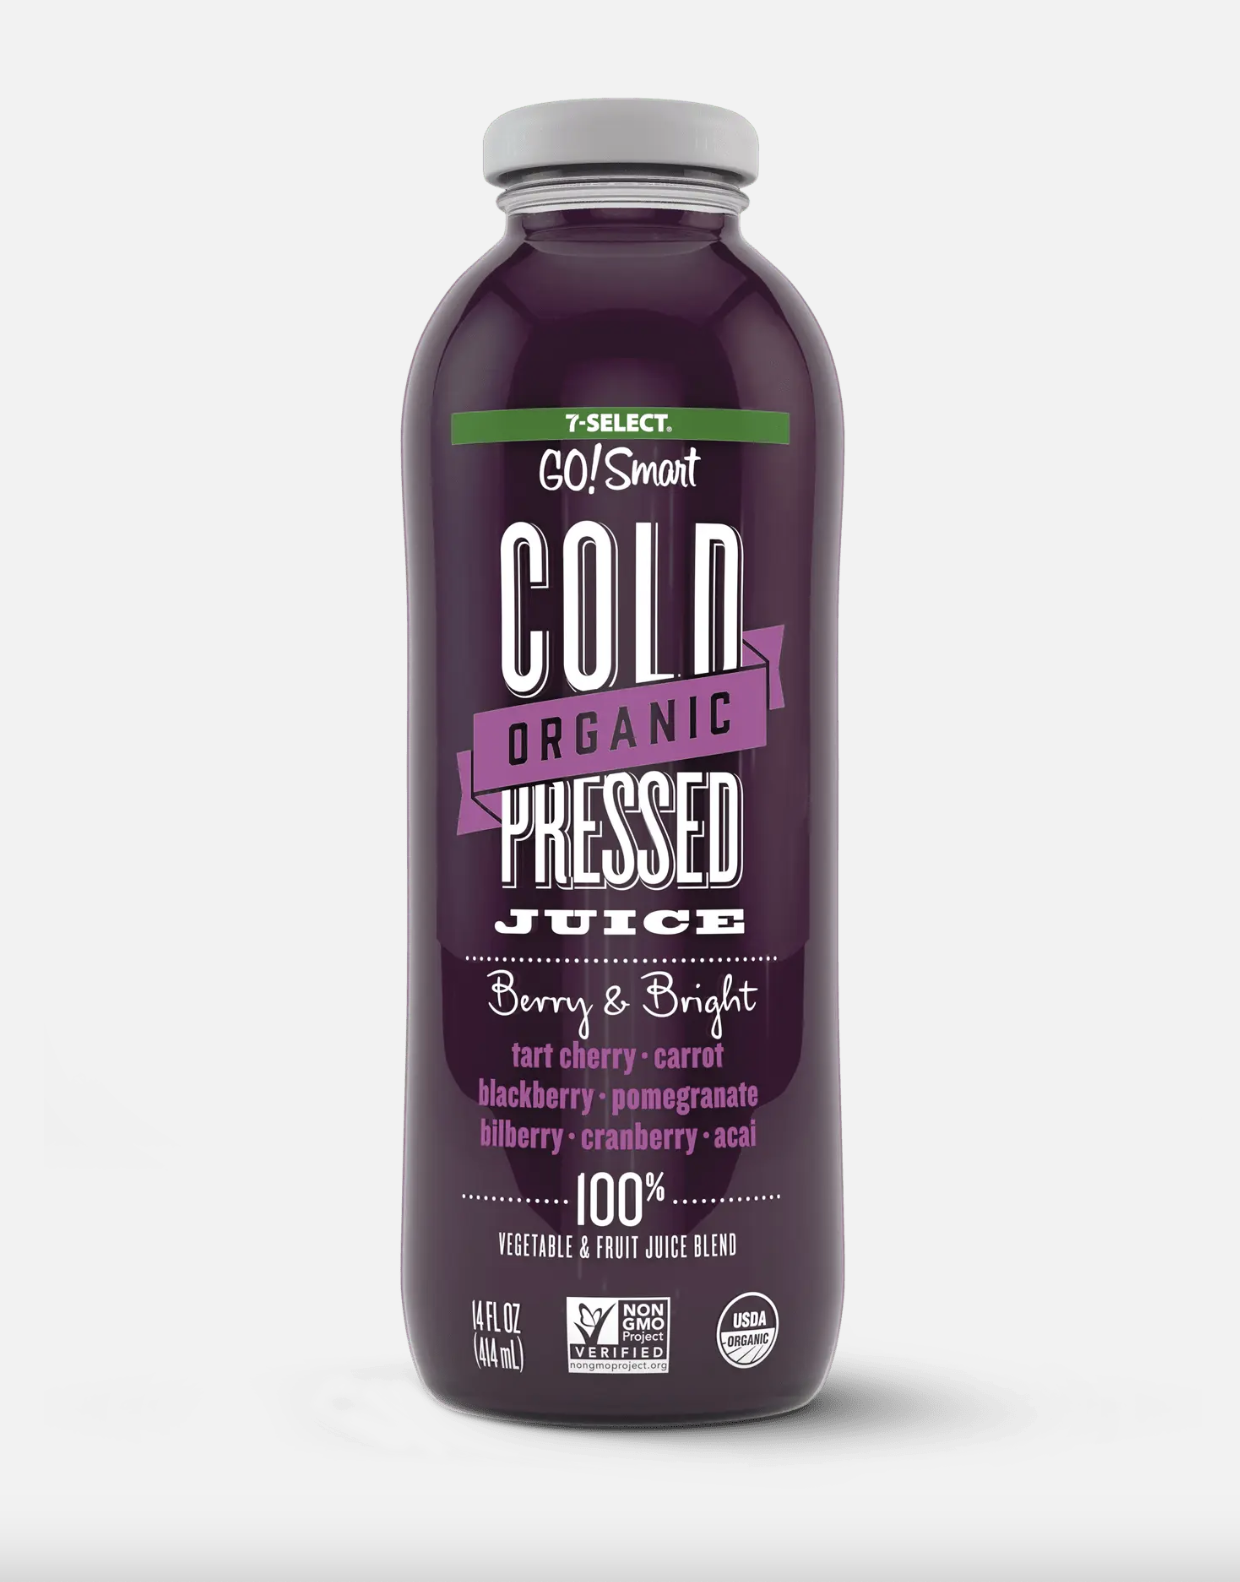 7-SELECT®
GO! Smart
COLD
ORGANIC
PRESSED
JUICE
Berry & Bright
tart cherry · carrot
blackberry · pomegranate
bilberry · cranberry · acai
100%
VEGETABLE & FRUIT JUICE BLEND
14 FL OZ
(414 mL)
NON
GMO
Project
VERIFIED
nongmoproject.org
USDA
ORGANIC